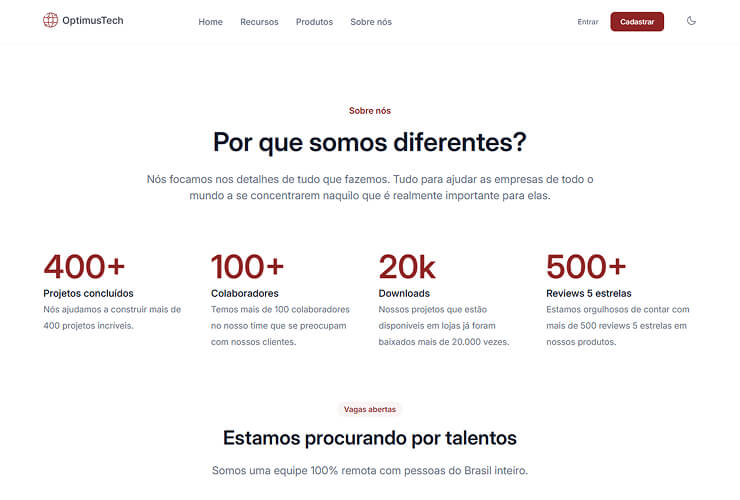 OptimusTech
Home
Recursos
Produtos
Sobre nós
Entrar
Cadastrar
Sobre nós
Por que somos diferentes?
Nós focamos nos detalhes de tudo que fazemos. Tudo para ajudar as empresas de todo o
mundo a se concentrarem naquilo que é realmente importante para elas.
400+
Projetos concluídos
Nós ajudamos a construir mais de
400 projetos incríveis.
100+
Colaboradores
Temos mais de 100 colaboradores
no nosso time que se preocupam
com nossos clientes.
20k
Downloads
Nossos projetos que estão
disponíveis em lojas já foram
baixados mais de 20.000 vezes.
500+
Reviews 5 estrelas
Estamos orgulhosos de contar com
mais de 500 reviews 5 estrelas em
nossos produtos.
Vagas abertas
Estamos procurando por talentos
Somos uma equipe 100% remota com pessoas do Brasil inteiro.